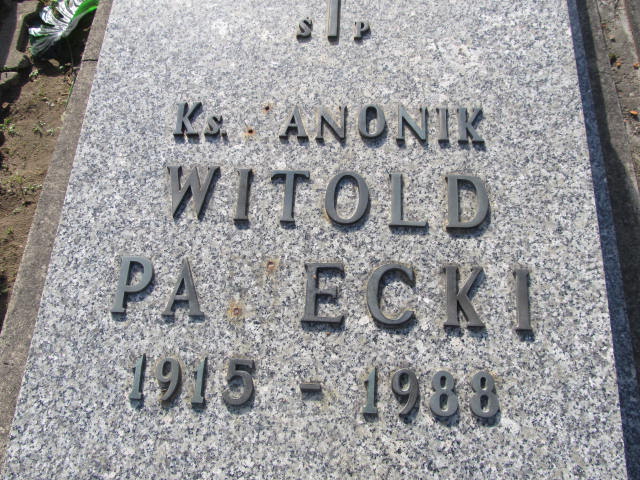 S P
Ks. ANONIK
WITOLD
PA ECKI
1915 - 1988